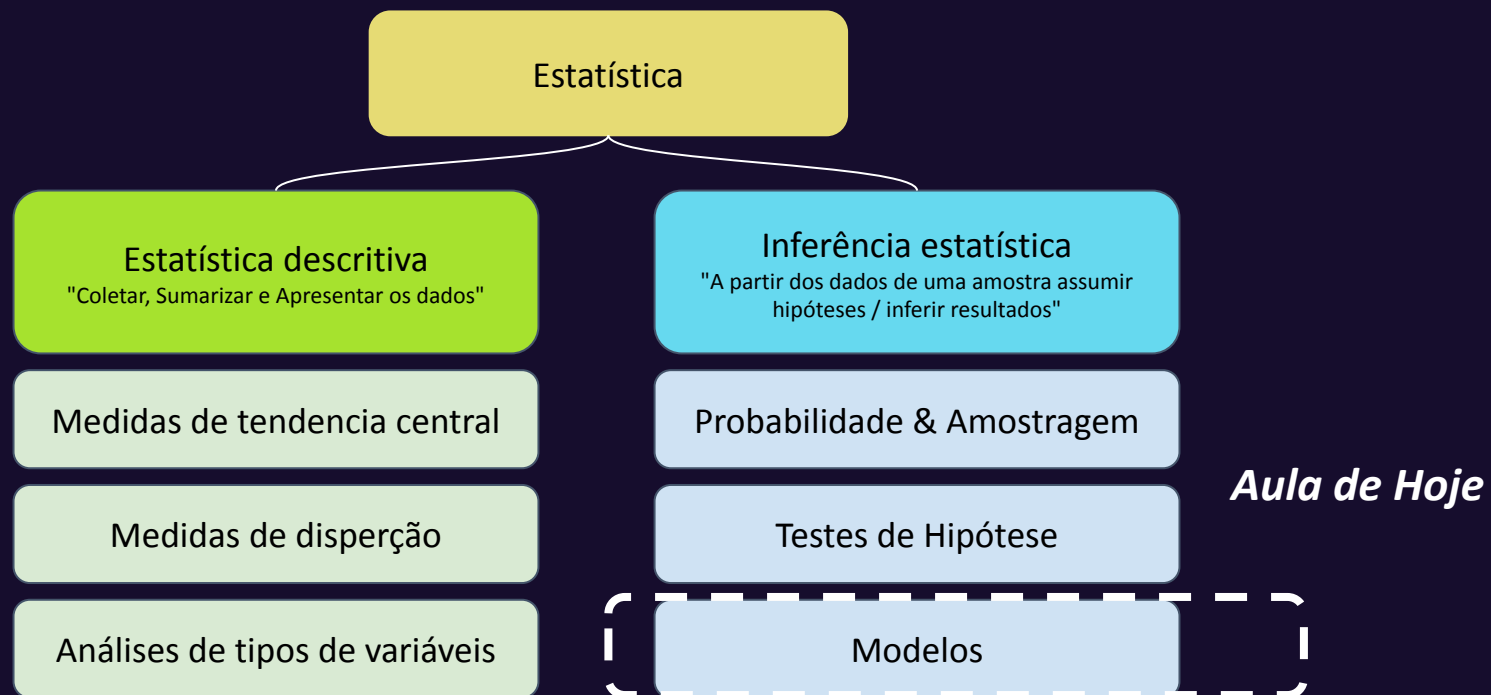 Estatística
Estatística descritiva
"Coletar, Sumarizar e Apresentar os dados"
Inferência estatística
"A partir dos dados de uma amostra assumir
hipóteses / inferir resultados"
Medidas de tendencia central
Probabilidade & Amostragem
Aula de Hoje
Medidas de disperção
Testes de Hipótese
Análises de tipos de variáveis
Modelos